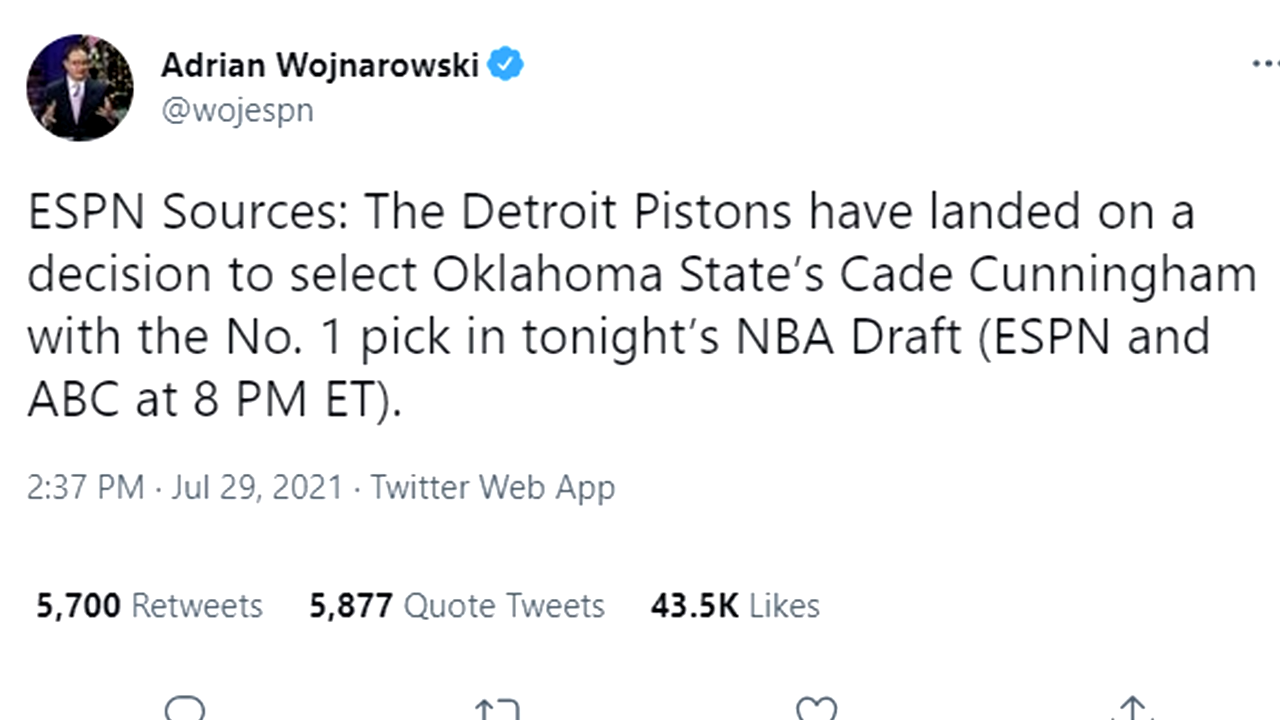 Adrian Wojnarowski
@wojespn
ESPN Sources: The Detroit Pistons have landed on a
decision to select Oklahoma State’s Cade Cunningham
with the No. 1 pick in tonight’s NBA Draft (ESPN and
ABC at 8 PM ET).
2:37 PM · Jul 29, 2021 · Twitter Web App
5,700 Retweets 5,877 Quote Tweets 43.5K Likes